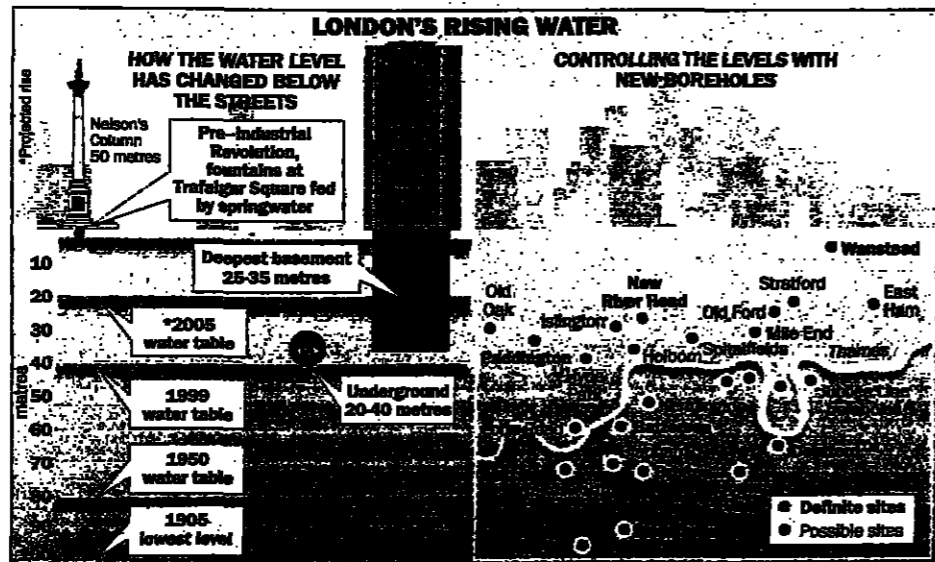 LONDON'S RISING WATER
HOW THE WATER LEVEL
HAS CHANGED BELOW
THE STREETS
*Projected rise
Nelson's
Column
50 metres
Pre-industrial
Revolution,
fountains at
Trafalgar Square fed
by springwater
Deepest basement
25-35 metres
10
20
30
40
50
60
70
80
metres
*2005
water table
1999
water table
1950
water table
1905
lowest level
Underground
20-40 metres
CONTROLLING THE LEVELS WITH
NEW BOREHOLES
Wanstead
Stratford
East
Ham
Old
Oak
New
River Head
Old Ford
Islington
Mile End
Paddington
Holborn
Spitalfields
Thames
Definite sites
Possible sites